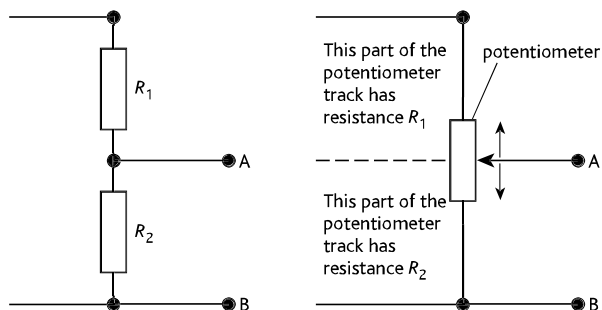 R1
A
R2
B
This part of the
potentiometer
track has
resistance R1
potentiometer
A
This part of the
potentiometer
track has
resistance R2
B